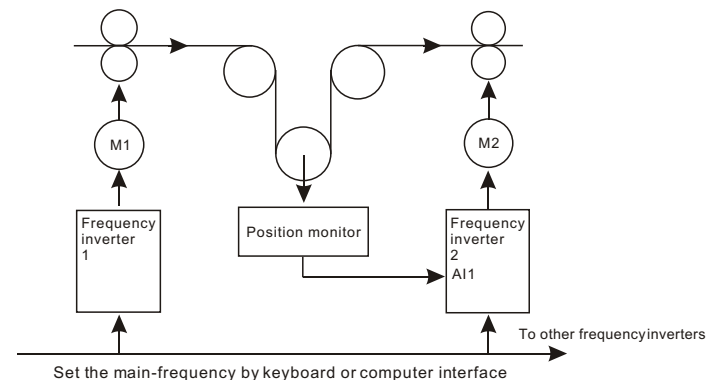 M1
M2
Frequency
inverter
1
Position monitor
Frequency
inverter
2
AI1
To other frequencyinverters
Set the main-frequency by keyboard or computer interface